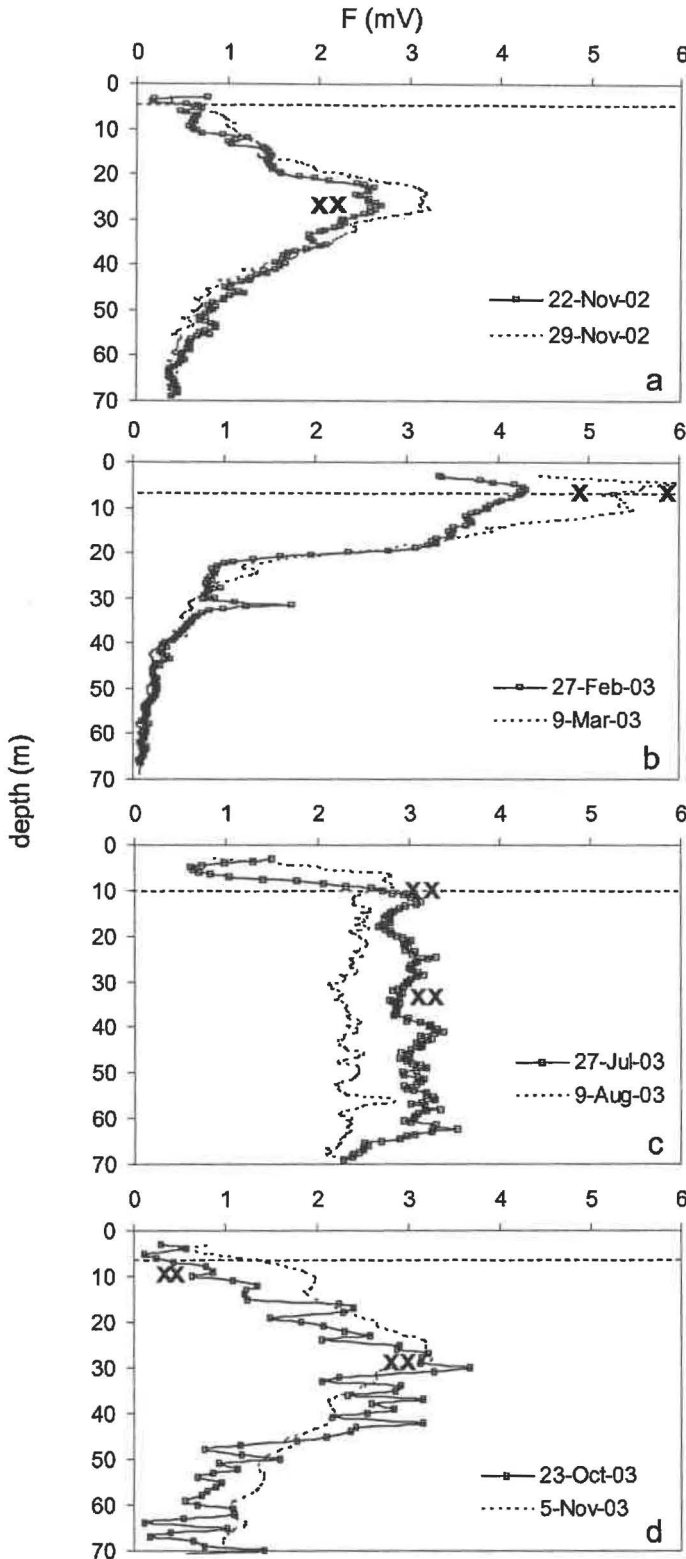 F (mV)
0 1 2 3 4 5 6
0
10
20
30
40
50
60
70
XX
22-Nov-02
29-Nov-02
a
0 1 2 3 4 5 6
0
10
20
30
40
50
60
70
X X
27-Feb-03
9-Mar-03
b
depth (m)
0 1 2 3 4 5 6
0
10
20
30
40
50
60
70
XX
XX
27-Jul-03
9-Aug-03
c
0 1 2 3 4 5 6
0
10
20
30
40
50
60
70
XX
XX
23-Oct-03
5-Nov-03
d